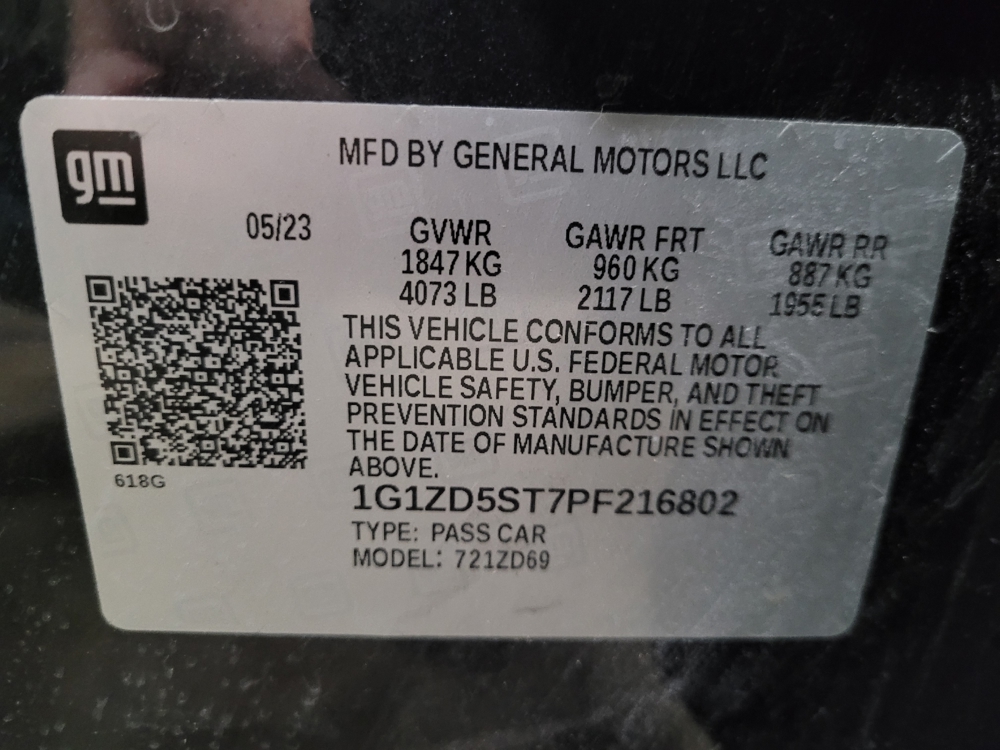 gm
MFD BY GENERAL MOTORS LLC
05/23 GVWR GAWR FRT GAWR RR
1847 KG 960 KG 887 KG
4073 LB 2117 LB 1955 LB
THIS VEHICLE CONFORMS TO ALL
APPLICABLE U.S. FEDERAL MOTOR
VEHICLE SAFETY, BUMPER, AND THEFT
PREVENTION STANDARDS IN EFFECT ON
THE DATE OF MANUFACTURE SHOWN
ABOVE.
618G
1G1ZD5ST7PF216802
TYPE: PASS CAR
MODEL: 721ZD69